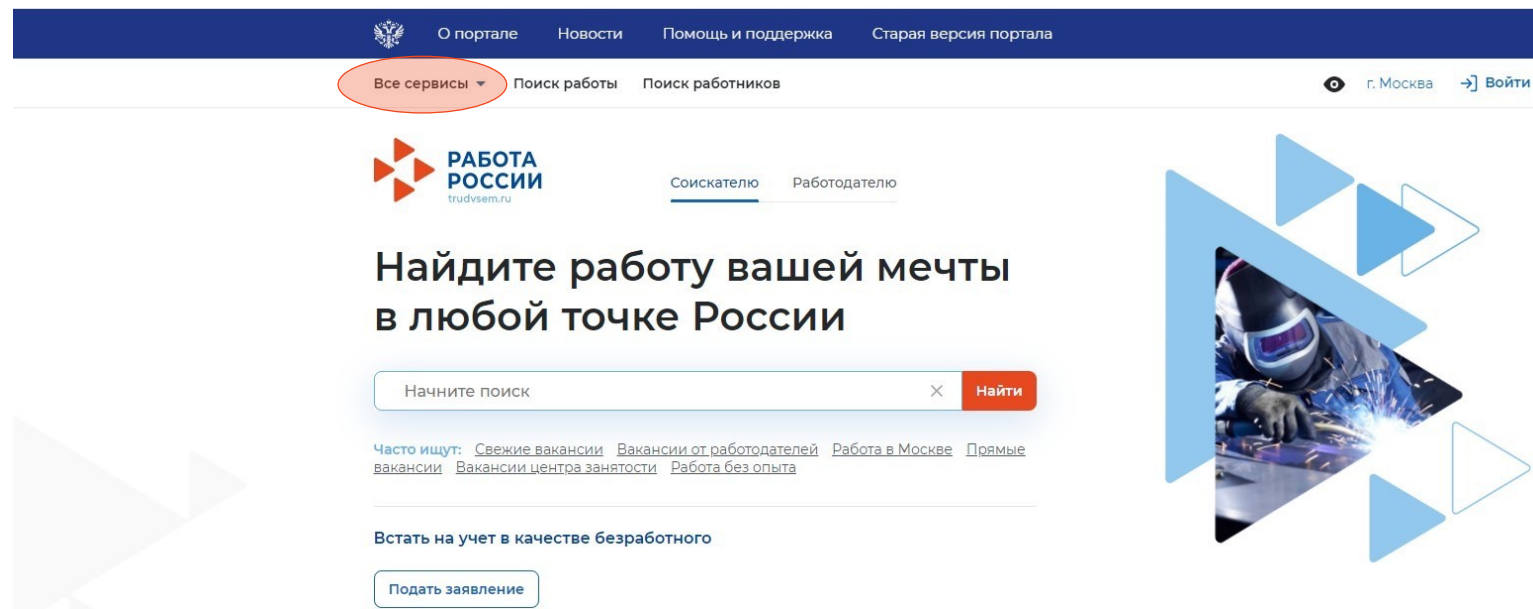 О портале Новости Помощь и поддержка Старая версия портала
Все сервисы Поиск работы Поиск работников г. Москва Войти
РАБОТА
РОССИИ
trudvsem.ru
Соискателю Работодателю
Найдите работу вашей мечты
в любой точке России
Начните поиск Найти
Часто ищут: Свежие вакансии Вакансии от работодателей Работа в Москве Прямые
вакансии Вакансии центра занятости Работа без опыта
Встать на учет в качестве безработного
Подать заявление